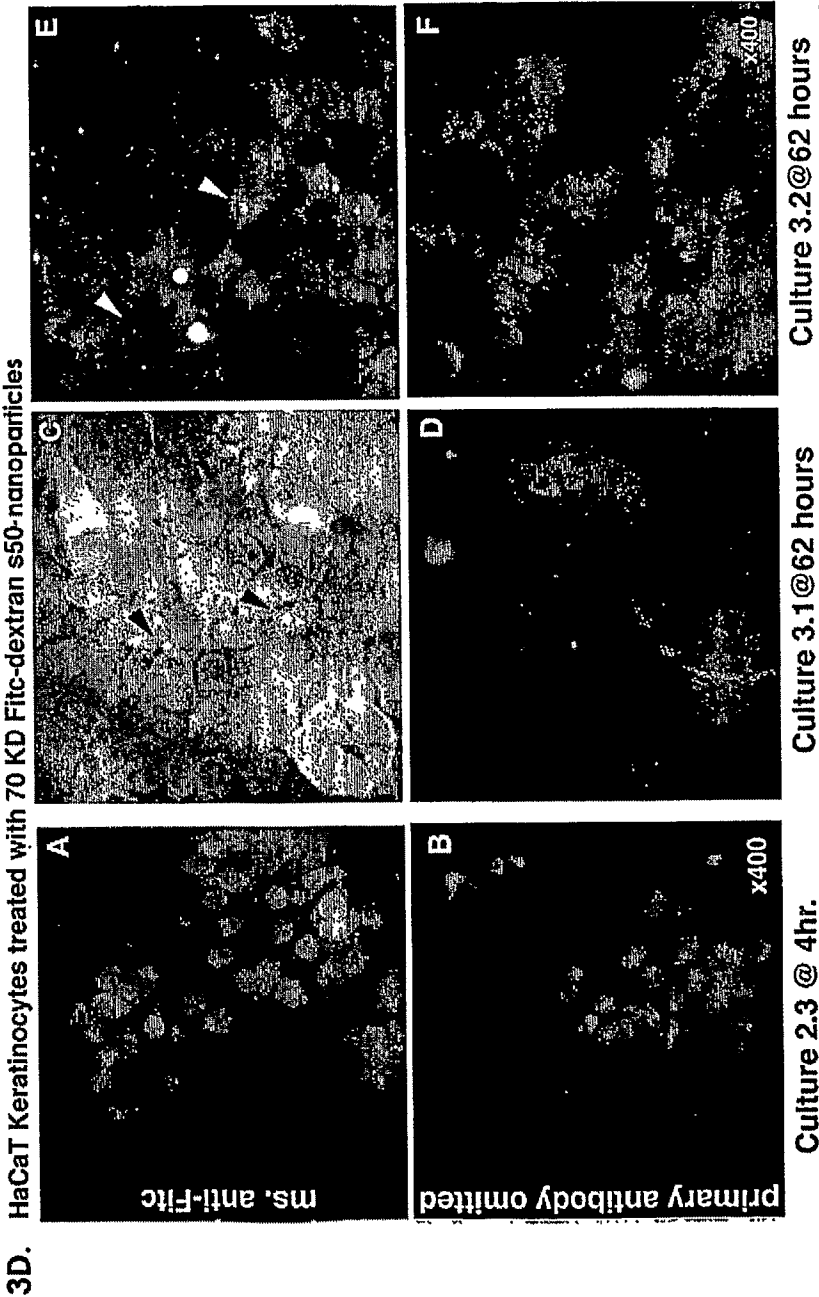 3D.
HaCaT Keratinocytes treated with 70 KD Fitc-dextran s50-nanoparticles
A
C
E
ms. anti-Fitc
B
D
F
primary antibody omitted
x400
x400
Culture 2.3 @ 4hr.
Culture 3.1@62 hours
Culture 3.2@62 hours